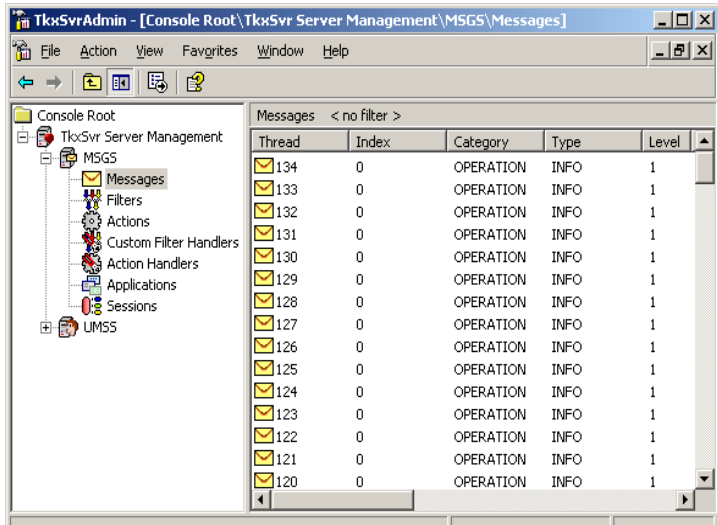 TkxSvrAdmin - [Console Root\TkxSvr Server Management\MSGS\Messages]
File Action View Favorites Window Help
Console Root
TkxSvr Server Management
MSGS
Messages
Filters
Actions
Custom Filter Handlers
Action Handlers
Applications
Sessions
UMSS
Messages < no filter >
Thread Index Category Type Level
134 0 OPERATION INFO 1
133 0 OPERATION INFO 1
132 0 OPERATION INFO 1
131 0 OPERATION INFO 1
130 0 OPERATION INFO 1
129 0 OPERATION INFO 1
128 0 OPERATION INFO 1
127 0 OPERATION INFO 1
126 0 OPERATION INFO 1
125 0 OPERATION INFO 1
124 0 OPERATION INFO 1
123 0 OPERATION INFO 1
122 0 OPERATION INFO 1
121 0 OPERATION INFO 1
120 0 OPERATION INFO 1